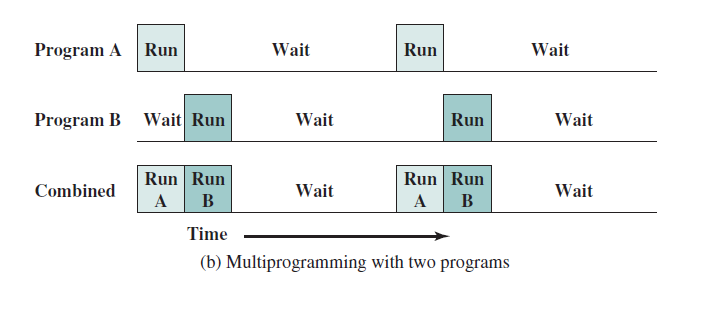 Program A Run Wait Run Wait
Program B Wait Run Wait Run Wait
Combined Run A Run B Wait Run A Run B Wait
Time
(b) Multiprogramming with two programs